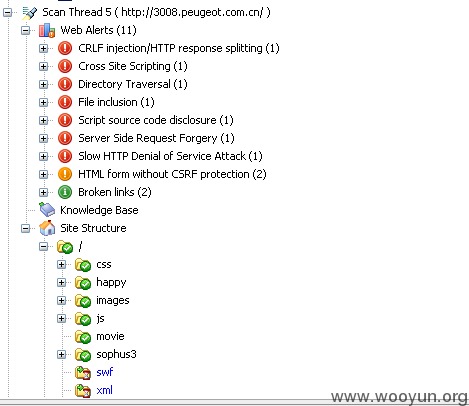 Scan Thread 5 ( http://3008.peugeot.com.cn/ )
Web Alerts (11)
CRLF injection/HTTP response splitting (1)
Cross Site Scripting (1)
Directory Traversal (1)
File inclusion (1)
Script source code disclosure (1)
Server Side Request Forgery (1)
Slow HTTP Denial of Service Attack (1)
HTML form without CSRF protection (2)
Broken links (2)
Knowledge Base
Site Structure
/
css
happy
images
js
movie
sophus3
swf
xml
www.wooyun.org